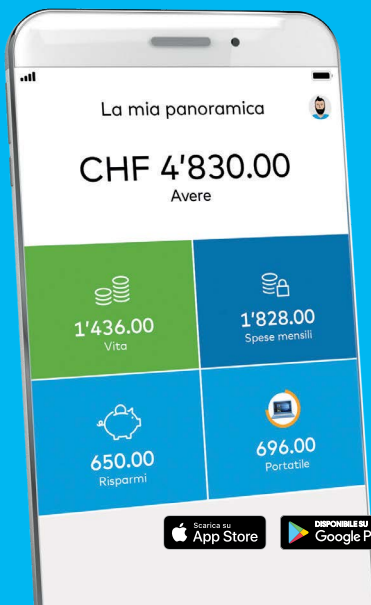 La mia panoramica
CHF 4'830.00
Avere
1'436.00
Vita
1'828.00
Spese mensili
650.00
Risparmi
696.00
Portatile
Scarica su
App Store
DISPONIBILE SU
Google P